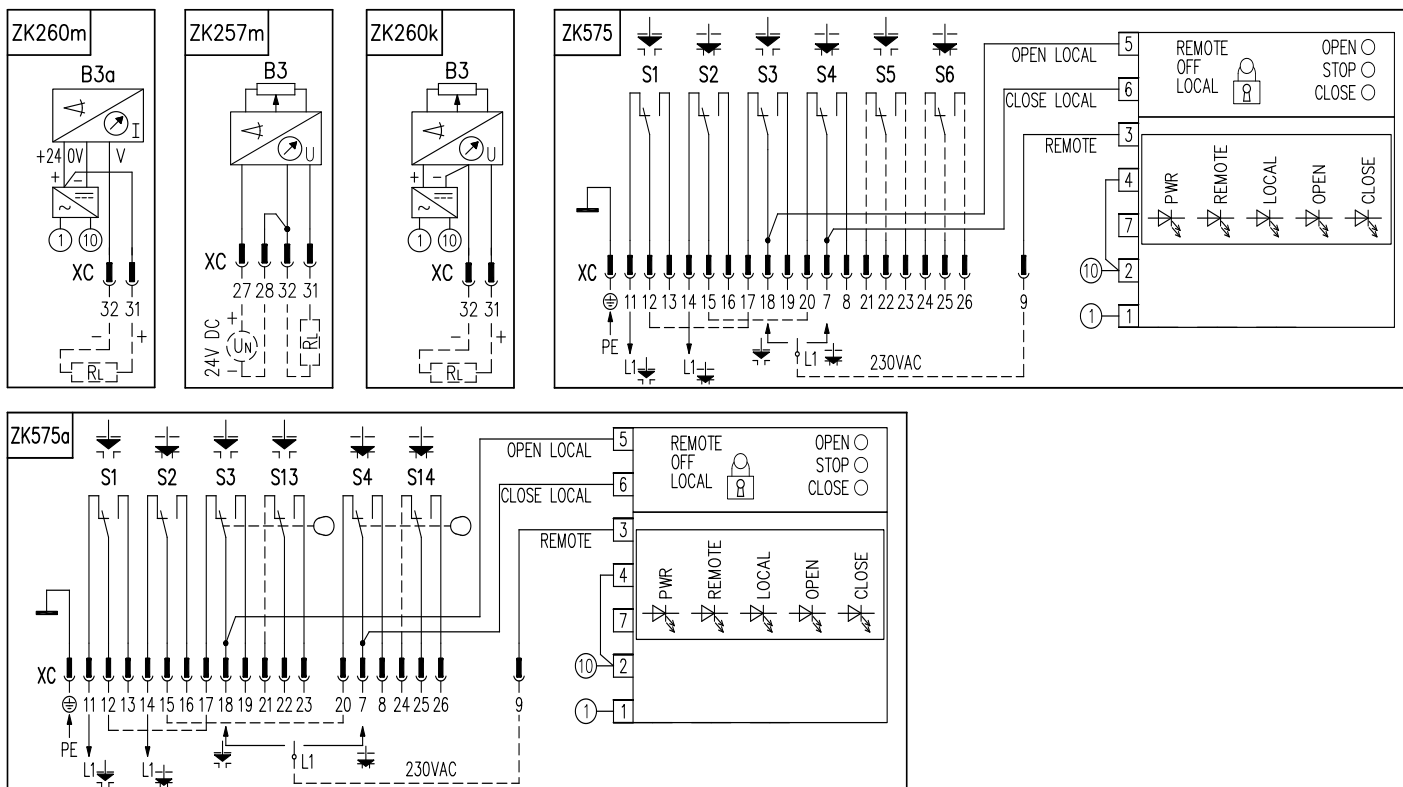 ZK260m
B3a
I
+24 0V V
+ −
~
1 10
XC
32 31
− +
RL
ZK257m
B3
U
XC
27 28 32 31
24V DC
+
UN
−
RL
ZK260k
B3
U
+ −
~
1 10
XC
32 31
− +
RL
ZK575
S1 S2 S3 S4 S5 S6
OPEN LOCAL
CLOSE LOCAL
REMOTE
5
6
3
4
7
2
1
10
1
REMOTE
OFF
LOCAL
OPEN
STOP
CLOSE
PWR
REMOTE
LOCAL
OPEN
CLOSE
XC
11 12 13 14 15 16 17 18 19 20 7 8 21 22 23 24 25 26 9
PE
L1
L1
L1
230VAC
ZK575a
S1 S2 S3 S13 S4 S14
OPEN LOCAL
CLOSE LOCAL
REMOTE
5
6
3
4
7
2
1
10
1
REMOTE
OFF
LOCAL
OPEN
STOP
CLOSE
PWR
REMOTE
LOCAL
OPEN
CLOSE
XC
11 12 13 14 15 16 17 18 19 21 22 23 20 7 8 24 25 26 9
PE
L1
L1
L1
230VAC